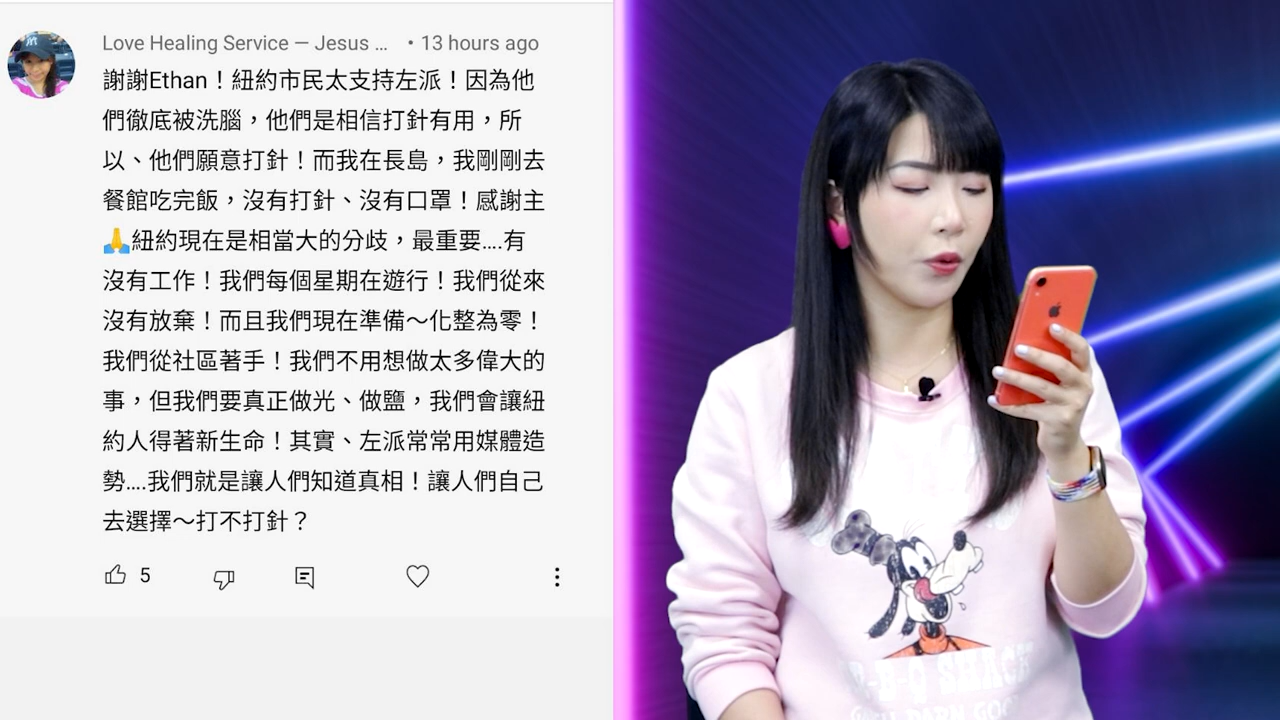 Love Healing Service — Jesus ... • 13 hours ago
謝謝Ethan！紐約市民太支持左派！因為他
們徹底被洗腦，他們是相信打針有用，所
以、他們願意打針！而我在長島，我剛剛去
餐館吃完飯，沒有打針、沒有口罩！感謝主
🙏紐約現在是相當大的分歧，最重要....有
沒有工作！我們每個星期在遊行！我們從來
沒有放棄！而且我們現在準備～化整為零！
我們從社區著手！我們不用想做太多偉大的
事，但我們要真正做光、做鹽，我們會讓紐
約人得著新生命！其實、左派常常用媒體造
勢....我們就是讓人們知道真相！讓人們自己
去選擇～打不打針？
5
SHACK